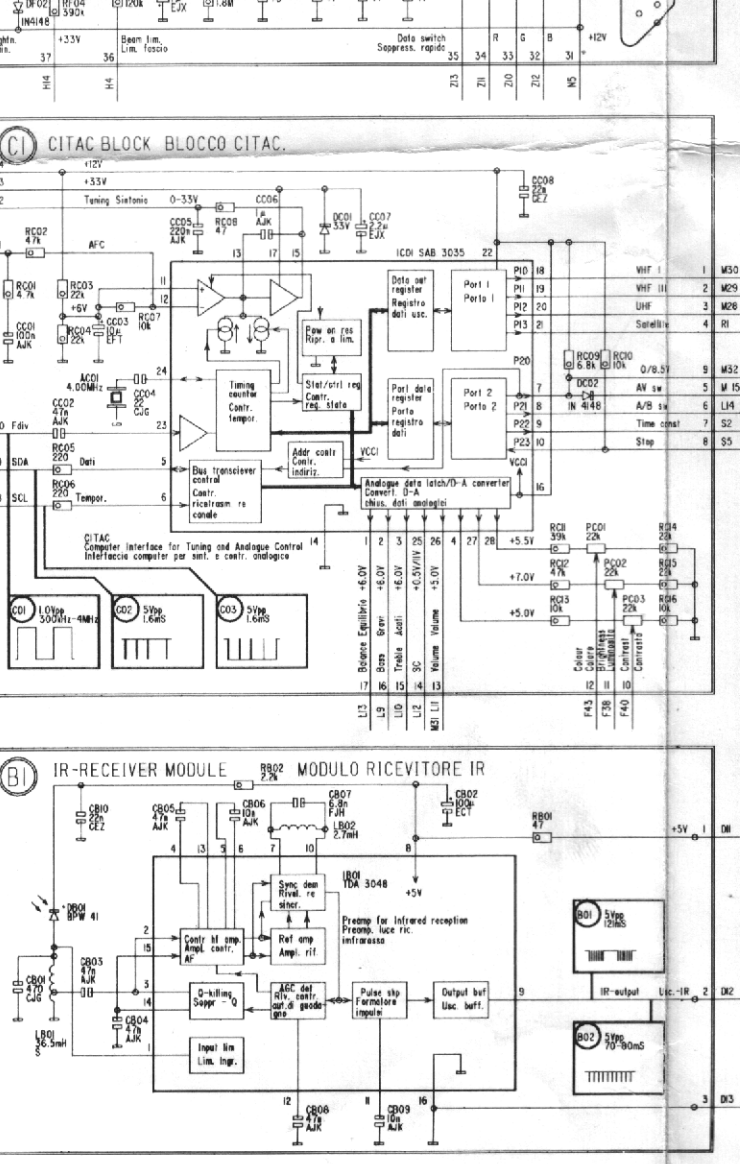 DF02
RF04
390k
IN4148
120k
EJX
1.8M
+33V
Beam lim.
Lim. fascio
Data switch
Soppress. rapido
R
G
B
+12V
37
36
35
34
33
32
31
H14
H4
Z13
Z11
Z10
Z12
N5
C1
CITAC BLOCK BLOCCO CITAC.
+12V
+33V
Tuning Sintonia
0-33V
AFC
RC02
47k
CC05
220n
AJK
RC08
47
CC06
1µ
AJK
DC01
33V
CC07
2.2µ
EJX
CC08
22n
CEZ
13
17
15
ICD1 SAB 3035
22
RC01
4.7k
RC03
22k
+6V
CC01
100n
AJK
RC04
22k
CC03
10µ
EFT
RC07
10k
11
12
Data out
register
Registro
dati usc.
Port 1
Porta 1
P10
18
P11
19
P12
20
P13
21
VHF I
1
M30
VHF III
2
M29
UHF
3
M28
Satellite
4
R1
Pow on res
Ripr. a lim.
AC01
4.00MHz
CC04
22
CJG
24
Timing
counter
Contr.
tempor.
Stat/ctrl reg
Contr.
reg. stato
Port data
register
Porta
registro
dati
Port 2
Porta 2
P20
7
P21
8
P22
9
P23
10
RC09
6.8k
RC10
10k
DC02
IN 4148
0/8.5V
9
M32
AV sw
5
M 15
A/B sw
6
L14
Time const
7
S2
Stop
8
S5
CC02
47n
AJK
Fdiv
23
RC05
220
SDA
Dati
5
RC06
220
SCL
Tempor.
6
Bus transciever
control
Contr.
ricetrasm re
canale
Addr contr
Contr.
indiriz.
VCC1
VCC1
16
Analogue data latch/D-A converter
Convert. D-A
chius. dati analogici
CITAC
Computer Interface for Tuning and Analogue Control
Interfaccia computer per sint. e contr. analogico
14
1
2
3
25
26
4
27
28
+5.5V
+7.0V
+5.0V
RC11
39k
PC01
22k
RC14
22k
RC12
47k
PC02
22k
RC15
22k
RC13
10k
PC03
22k
RC16
10k
+6.0V
+6.0V
+6.0V
+0.5V/11V
+5.0V
Balance Equilibrio
Bass Gravi
Treble Acuti
SC
Volume Volume
Colour
Colore
Brightness
Luminosita
Contrast
Contrasto
17
16
15
14
13
12
11
10
L13
L9
L10
L12
M31 L11
F43
F38
F40
C01
1.0Vpp
300kHz-4MHz
C02
5Vpp
1.6mS
C03
5Vpp
1.6mS
B1
IR-RECEIVER MODULE
MODULO RICEVITORE IR
RB02
2.2k
CB10
22n
CEZ
CB05
47n
AJK
CB06
10n
AJK
CB07
6.8n
FJH
LB02
2.7mH
CB02
100µ
ECT
RB01
47
+5V
1
D11
4
13
5
6
7
10
8
IB01
TDA 3048
+5V
DB01
BPW 41
Sync dem
Rival. re
sincr.
Preamp for Infrared reception
Preamp. luce ric.
infrarossa
2
15
Contr hf amp.
Ampl. contr.
AF
Ref amp
Ampl. rif.
CB01
470
CJG
CB03
47n
AJK
3
14
Q-killing
Soppr - Q
AGC det
Riv. contr.
aut.di guada
gno
Pulse shp
Formatore
impulsi
Output buf
Usc. buff.
9
LB01
36.5mH
S
CB04
47n
AJK
1
Input lim
Lim. Ingr.
B01
5Vpp
121mS
IR-output
Usc.-IR
2
D12
B02
5Vpp
70-80mS
12
11
16
CB08
47n
AJK
CB09
10n
AJK
3
D13